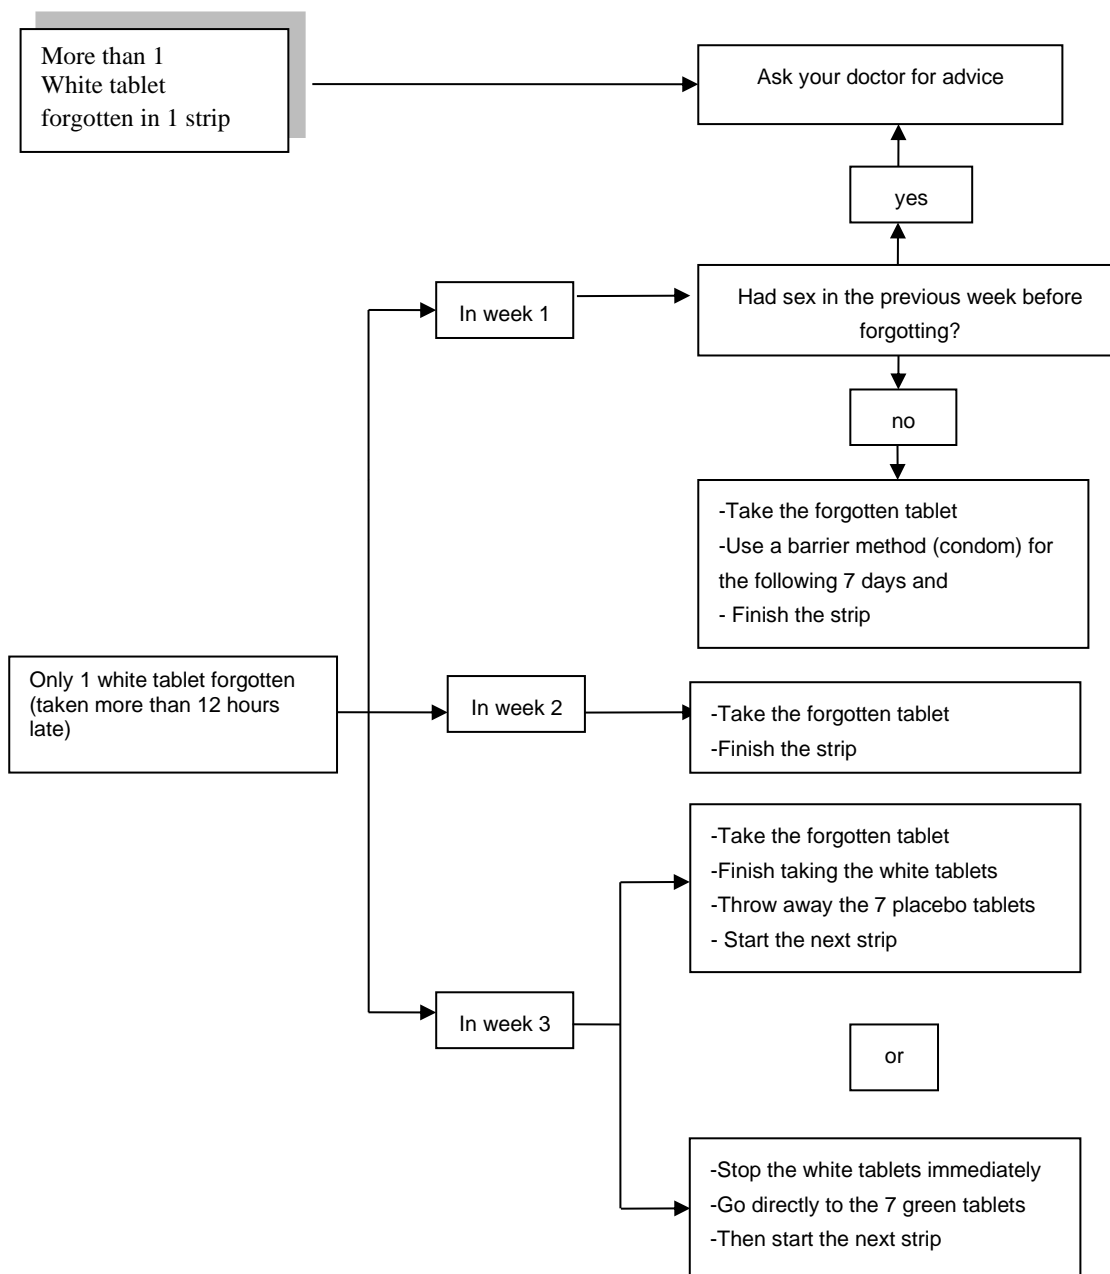 More than 1
White tablet
forgotten in 1 strip
Ask your doctor for advice
yes
In week 1
Had sex in the previous week before
forgotting?
no
-Take the forgotten tablet
-Use a barrier method (condom) for
the following 7 days and
- Finish the strip
Only 1 white tablet forgotten
(taken more than 12 hours
late)
In week 2
-Take the forgotten tablet
-Finish the strip
-Take the forgotten tablet
-Finish taking the white tablets
-Throw away the 7 placebo tablets
- Start the next strip
In week 3
or
-Stop the white tablets immediately
-Go directly to the 7 green tablets
-Then start the next strip